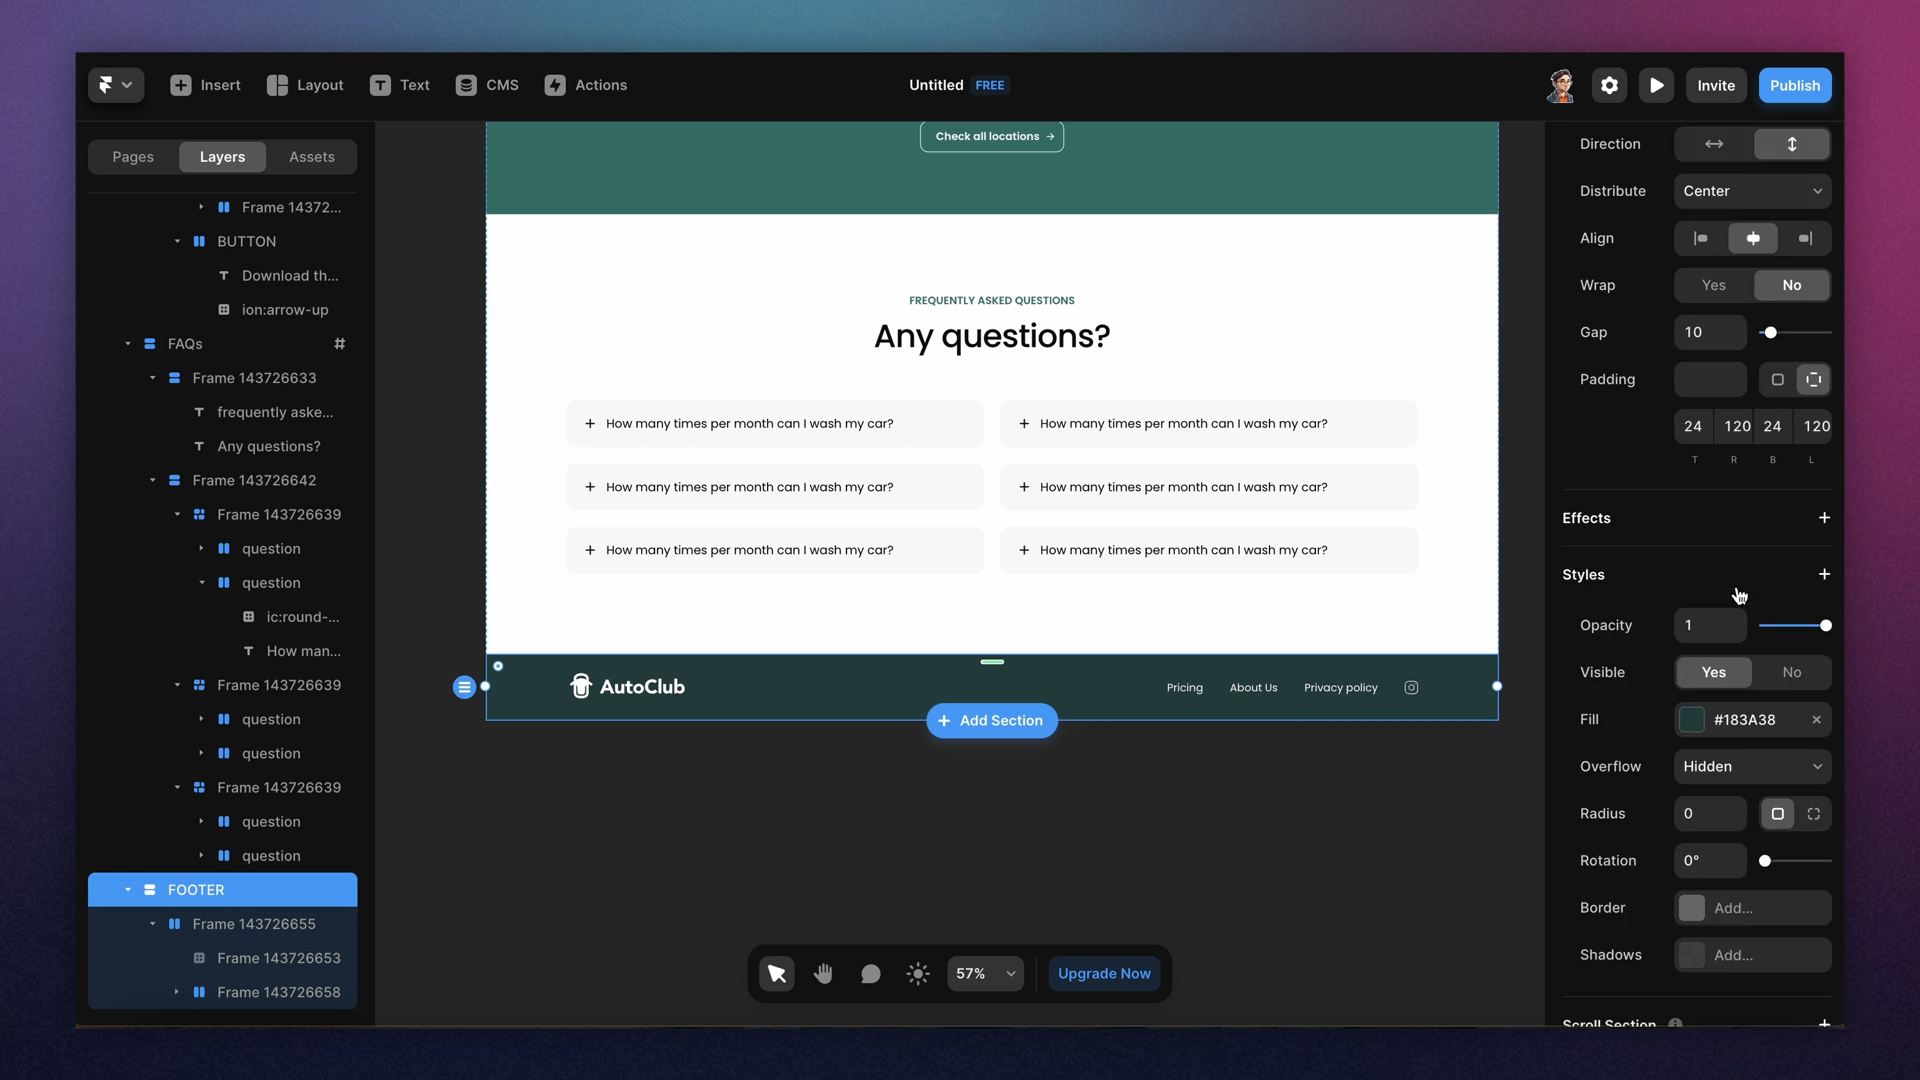 Insert
Layout
Text
CMS
Actions
Untitled FREE
Invite
Publish
Pages
Layers
Assets
Frame 14372...
BUTTON
Download th...
ion:arrow-up
FAQs
Frame 143726633
frequently aske...
Any questions?
Frame 143726642
Frame 143726639
question
question
ic:round-...
How man...
Frame 143726639
question
question
Frame 143726639
question
question
FOOTER
Frame 143726655
Frame 143726653
Frame 143726658
Check all locations →
FREQUENTLY ASKED QUESTIONS
Any questions?
+ How many times per month can I wash my car?
+ How many times per month can I wash my car?
+ How many times per month can I wash my car?
+ How many times per month can I wash my car?
+ How many times per month can I wash my car?
+ How many times per month can I wash my car?
AutoClub
Pricing
About Us
Privacy policy
+ Add Section
57%
Upgrade Now
Direction
Distribute Center
Align
Wrap Yes No
Gap 10
Padding
24 120 24 120
T R B L
Effects +
Styles +
Opacity 1
Visible Yes No
Fill #183A38
Overflow Hidden
Radius 0
Rotation 0°
Border Add...
Shadows Add...
Scroll Section +